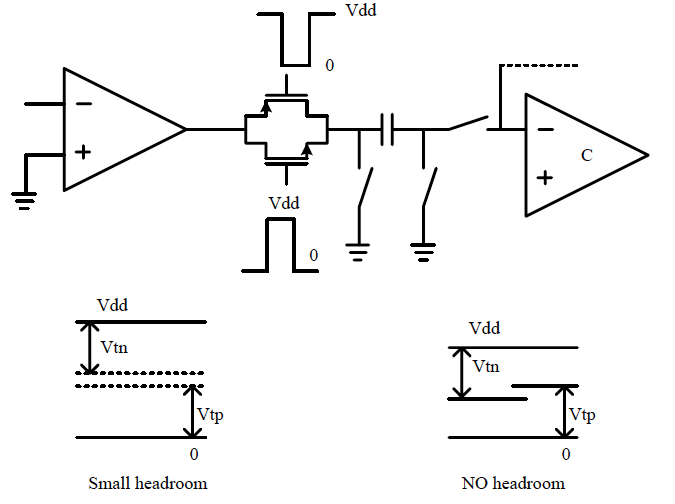 Vdd
0
−
+
C
−
+
Vdd
0
Vdd
Vtn
Vtp
0
Small headroom
Vdd
Vtn
Vtp
0
NO headroom